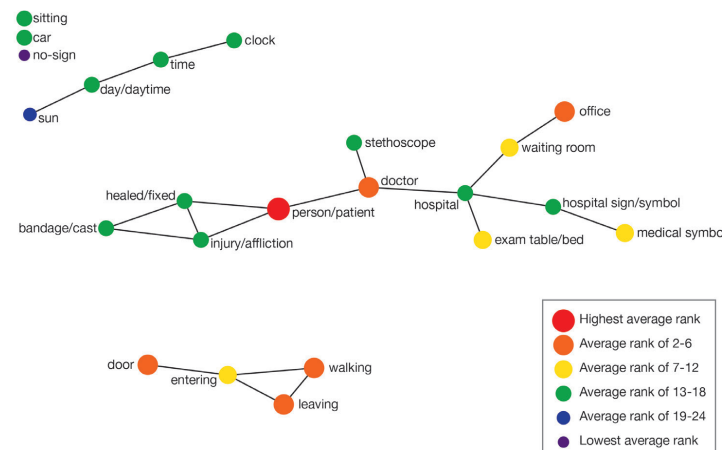 sitting
car
no-sign
clock
time
day/daytime
sun
office
waiting room
stethoscope
doctor
hospital
hospital sign/symbol
medical symbo
exam table/bed
healed/fixed
person/patient
bandage/cast
injury/affliction
door
entering
walking
leaving
Highest average rank
Average rank of 2-6
Average rank of 7-12
Average rank of 13-18
Average rank of 19-24
Lowest average rank